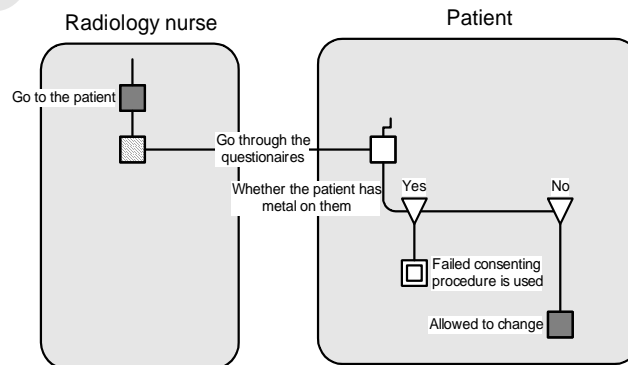 Radiology nurse
Patient
Go to the patient
Go through the
questionaires
Whether the patient has
metal on them
Yes
No
Failed consenting
procedure is used
Allowed to change